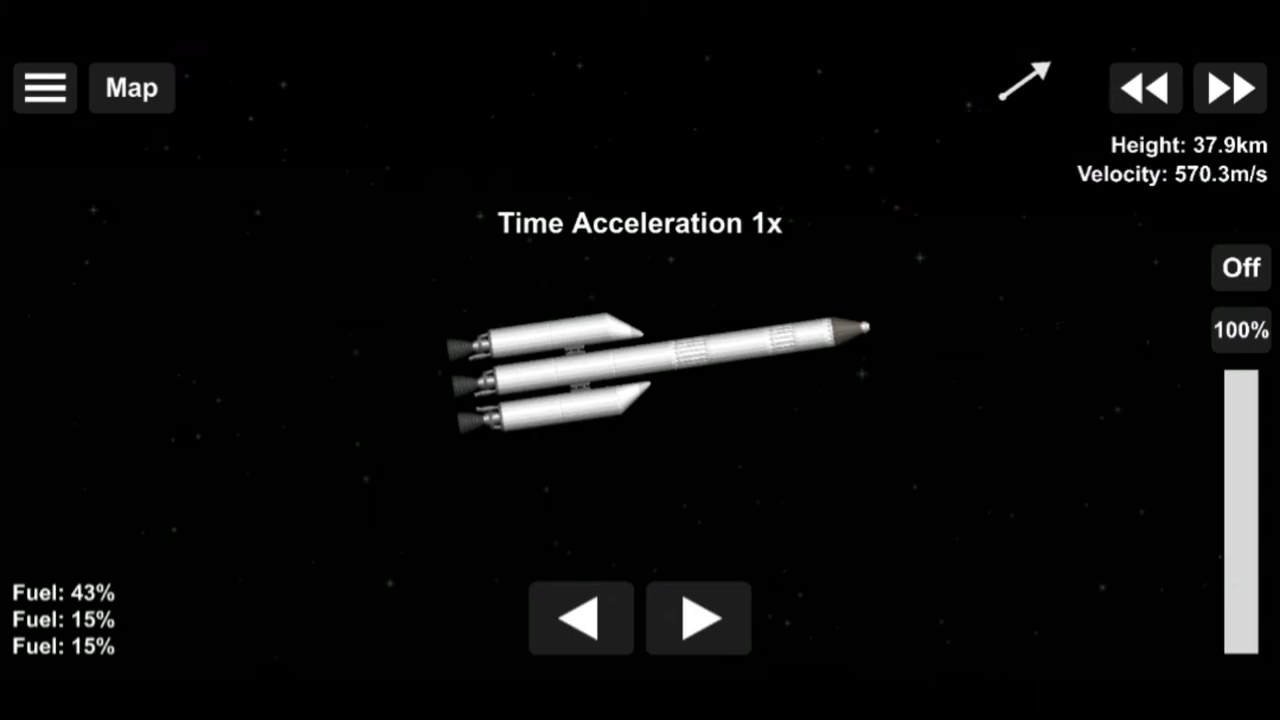 Map
Height: 37.9km
Velocity: 570.3m/s
Time Acceleration 1x
Off
100%
Fuel: 43%
Fuel: 15%
Fuel: 15%